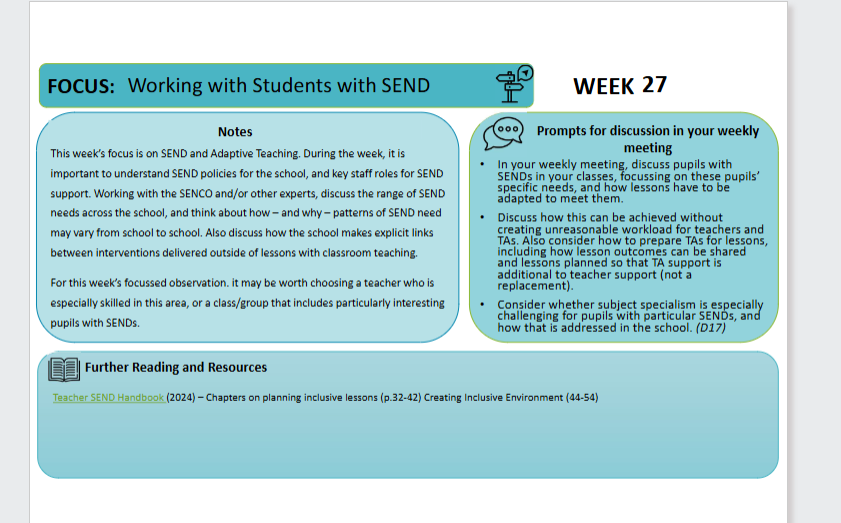 FOCUS: Working with Students with SEND
WEEK 27
Notes
This week's focus is on SEND and Adaptive Teaching. During the week, it is
important to understand SEND policies for the school, and key staff roles for SEND
support. Working with the SENCO and/or other experts, discuss the range of SEND
needs across the school, and think about how – and why – patterns of SEND need
may vary from school to school. Also discuss how the school makes explicit links
between interventions delivered outside of lessons with classroom teaching.
For this week's focussed observation. it may be worth choosing a teacher who is
especially skilled in this area, or a class/group that includes particularly interesting
pupils with SENDs.
Prompts for discussion in your weekly
meeting
• In your weekly meeting, discuss pupils with
SENDs in your classes, focussing on these pupils'
specific needs, and how lessons have to be
adapted to meet them.
• Discuss how this can be achieved without
creating unreasonable workload for teachers and
TAs. Also consider how to prepare TAs for lessons,
including how lesson outcomes can be shared
and lessons planned so that TA support is
additional to teacher support (not a
replacement).
• Consider whether subject specialism is especially
challenging for pupils with particular SENDs, and
how that is addressed in the school. (D17)
Further Reading and Resources
Teacher SEND Handbook (2024) – Chapters on planning inclusive lessons (p.32-42) Creating Inclusive Environment (44-54)